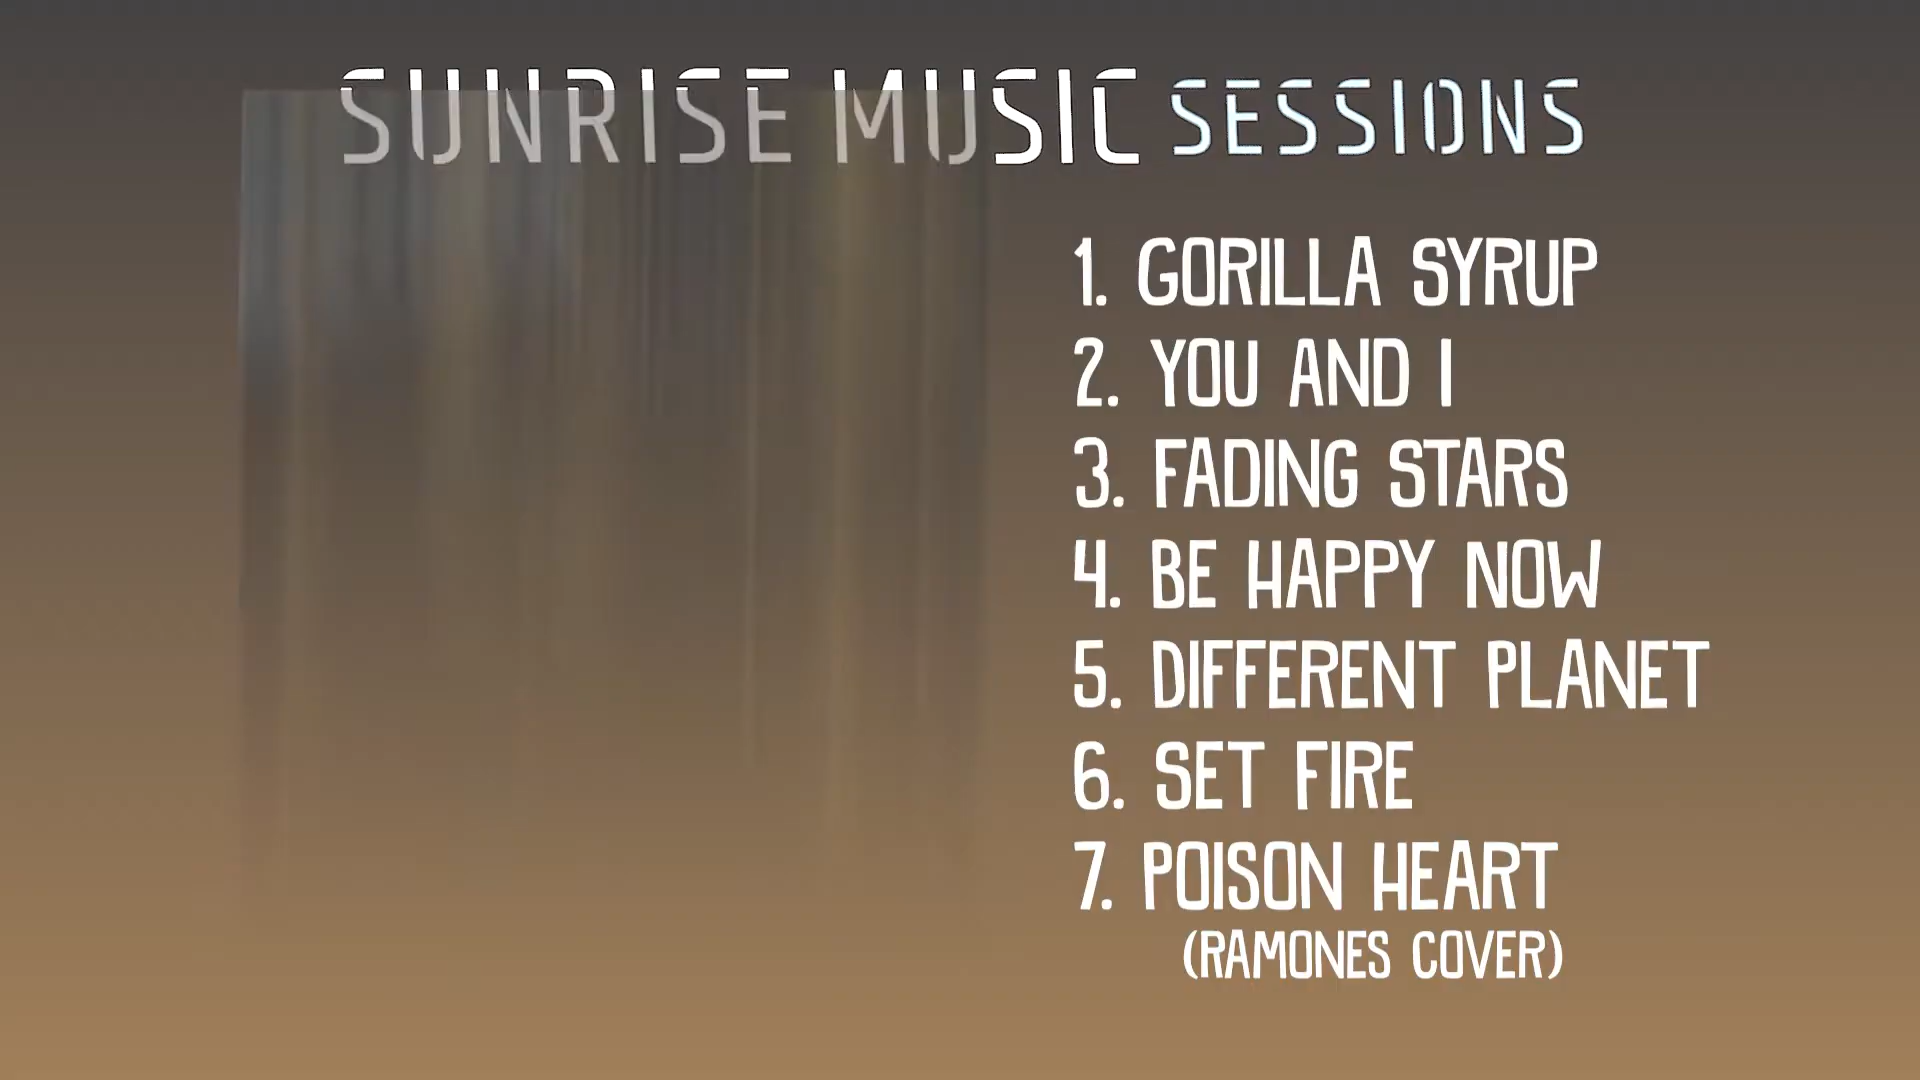 SUNRISE MUSIC SESSIONS
1. GORILLA SYRUP
2. YOU AND I
3. FADING STARS
4. BE HAPPY NOW
5. DIFFERENT PLANET
6. SET FIRE
7. POISON HEART
(RAMONES COVER)